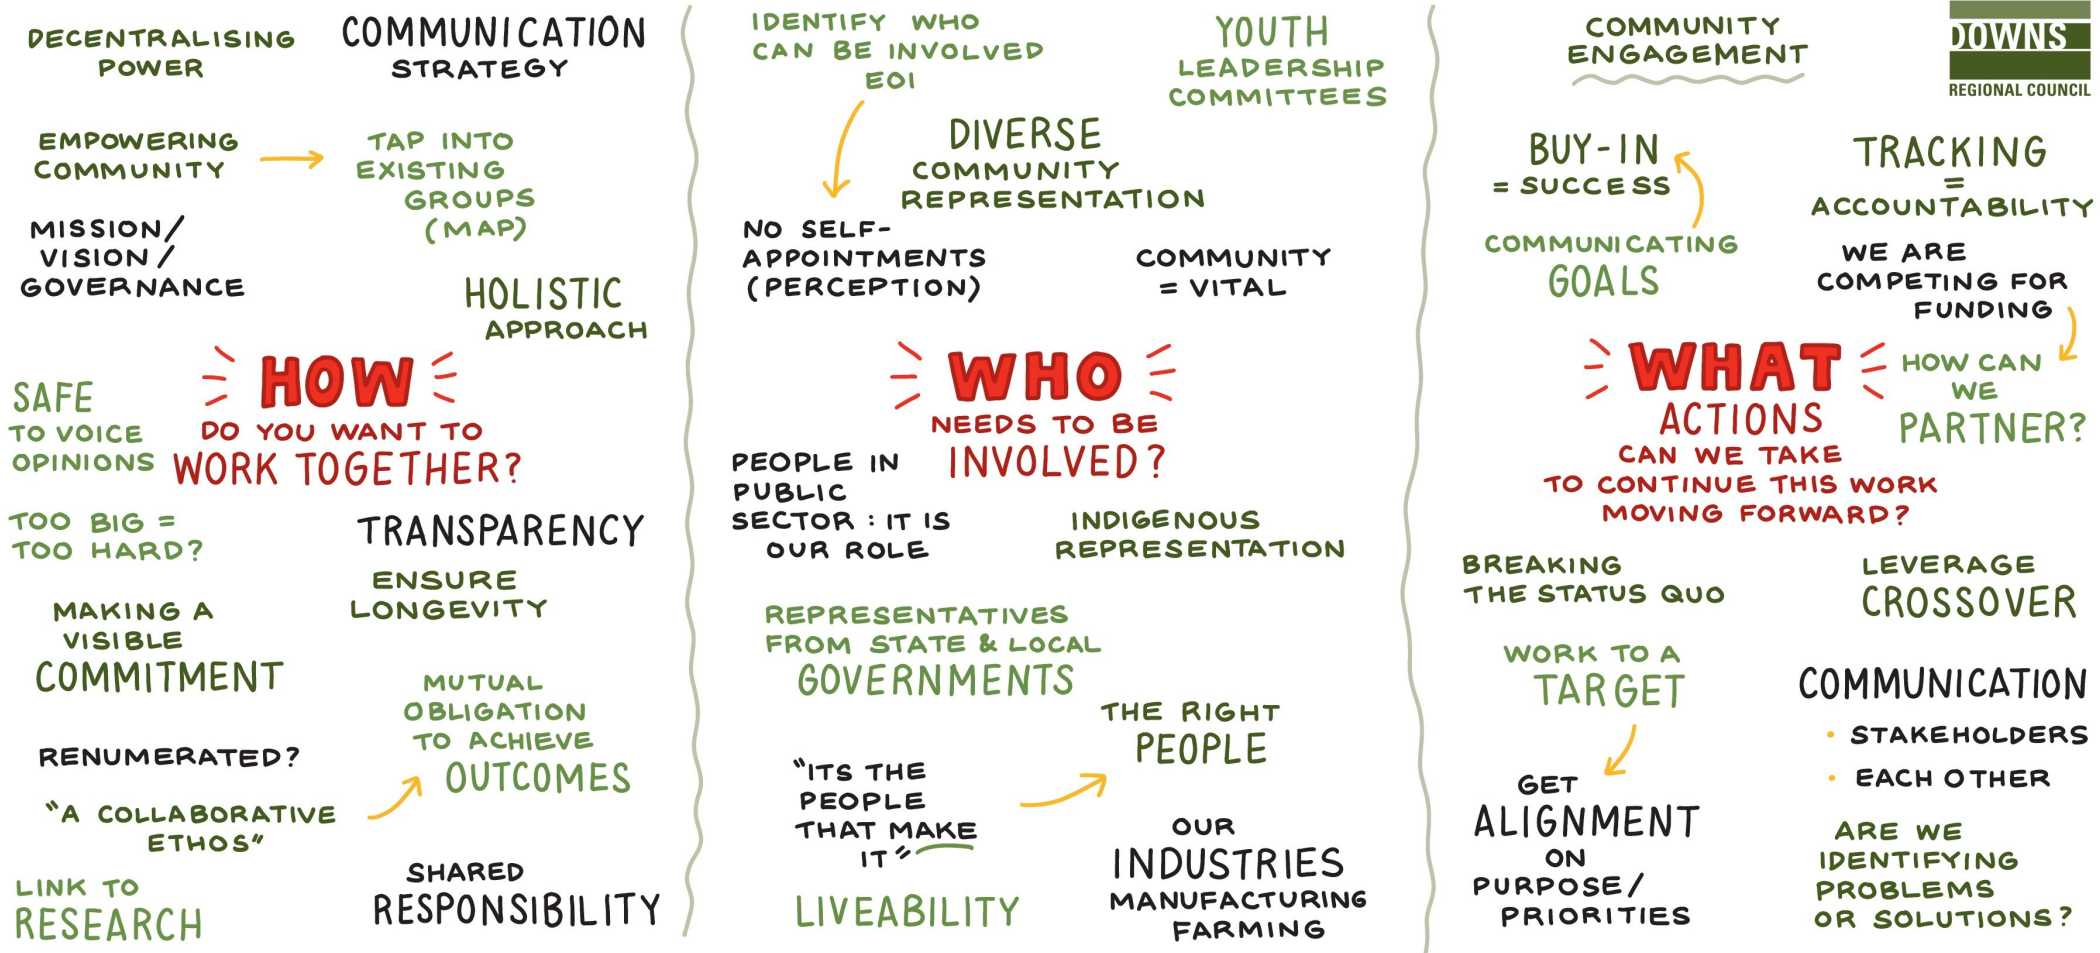 DECENTRALISING
POWER
COMMUNICATION
STRATEGY
EMPOWERING
COMMUNITY
TAP INTO
EXISTING
GROUPS
(MAP)
MISSION/
VISION/
GOVERNANCE
HOLISTIC
APPROACH
HOW
DO YOU WANT TO
WORK TOGETHER?
SAFE
TO VOICE
OPINIONS
TOO BIG =
TOO HARD?
TRANSPARENCY
ENSURE
LONGEVITY
MAKING A
VISIBLE
COMMITMENT
MUTUAL
OBLIGATION
TO ACHIEVE
OUTCOMES
RENUMERATED?
"A COLLABORATIVE
ETHOS"
SHARED
RESPONSIBILITY
LINK TO
RESEARCH
IDENTIFY WHO
CAN BE INVOLVED
EOI
YOUTH
LEADERSHIP
COMMITTEES
DIVERSE
COMMUNITY
REPRESENTATION
NO SELF-
APPOINTMENTS
(PERCEPTION)
COMMUNITY
= VITAL
WHO
NEEDS TO BE
INVOLVED?
PEOPLE IN
PUBLIC
SECTOR : IT IS
OUR ROLE
INDIGENOUS
REPRESENTATION
REPRESENTATIVES
FROM STATE & LOCAL
GOVERNMENTS
THE RIGHT
PEOPLE
"ITS THE
PEOPLE
THAT MAKE
IT"
OUR
INDUSTRIES
MANUFACTURING
FARMING
LIVEABILITY
COMMUNITY
ENGAGEMENT
DOWNS
REGIONAL COUNCIL
BUY-IN
= SUCCESS
TRACKING
=
ACCOUNTABILITY
COMMUNICATING
GOALS
WE ARE
COMPETING FOR
FUNDING
WHAT
ACTIONS
CAN WE TAKE
TO CONTINUE THIS WORK
MOVING FORWARD?
HOW CAN
WE
PARTNER?
BREAKING
THE STATUS QUO
LEVERAGE
CROSSOVER
WORK TO A
TARGET
COMMUNICATION
• STAKEHOLDERS
• EACH OTHER
GET
ALIGNMENT
ON
PURPOSE/
PRIORITIES
ARE WE
IDENTIFYING
PROBLEMS
OR SOLUTIONS?